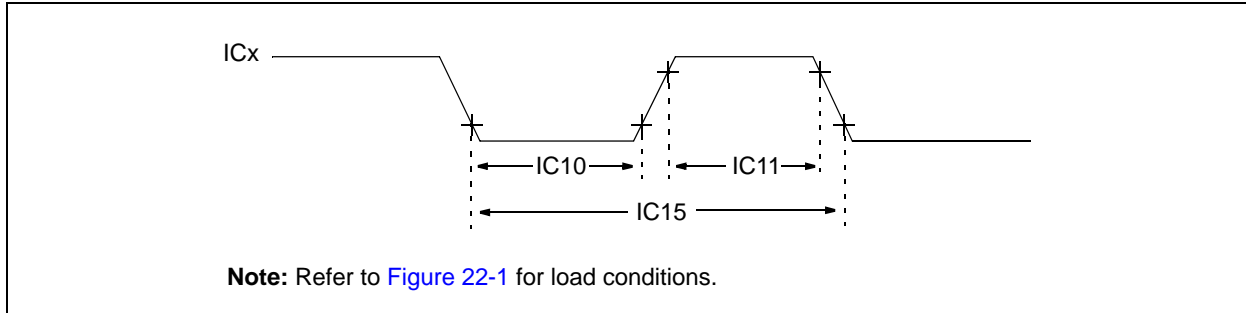 ICx
IC10
IC11
IC15
Note: Refer to Figure 22-1 for load conditions.